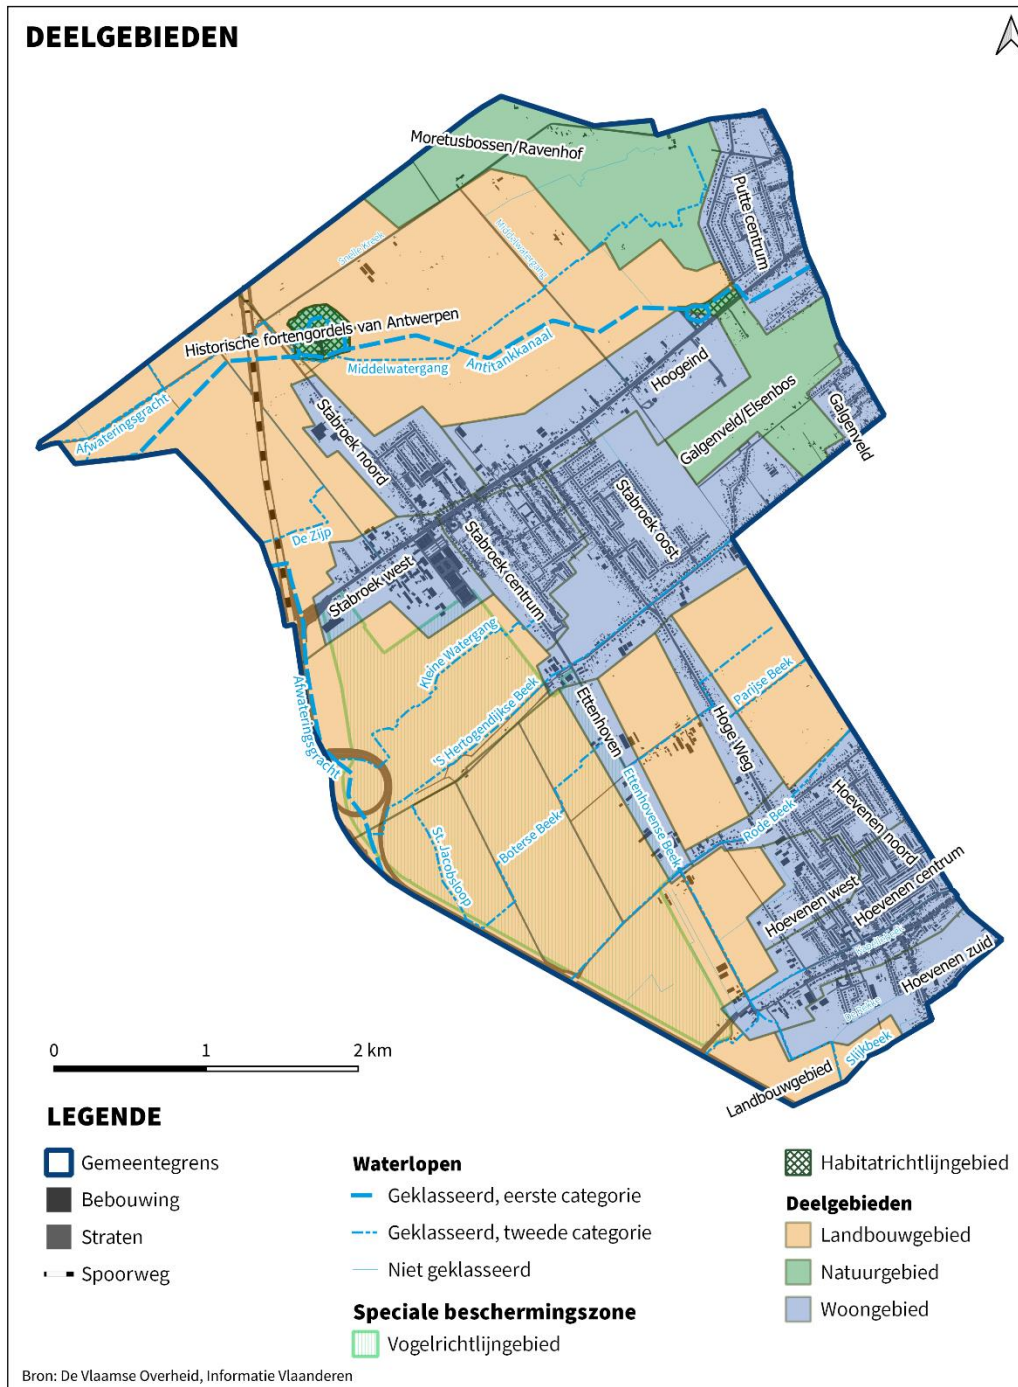 DEELGEBIEDEN
Moretusbossen/Ravenhof
Putte centrum
Snelle Kreek
Middelwatergang
Historische fortengordels van Antwerpen
Middelwatergang
Antitankkanaal
Hoogeind
Afwateringsgracht
Stabroek noord
Galgenveld/Elsenbos
Galgenveld
De Zijp
Stabroek west
Stabroek centrum
Stabroek oost
Kleine Watergang
'S Hertogendijkse Beek
Afwateringsgracht
Ettenhoven
Hoge Weg
Parijse Beek
Ettenhovense Beek
Boterse Beek
St. Jacobsloop
Rode Beek
Hoevenen noord
Hoevenen west
Hoevenen centrum
Hoevenen zuid
Slijkbeek
Landbouwgebied
0 1 2 km
LEGENDE
Gemeentegrens
Bebouwing
Straten
Spoorweg
Waterlopen
Geklasseerd, eerste categorie
Geklasseerd, tweede categorie
Niet geklasseerd
Speciale beschermingszone
Vogelrichtlijngebied
Habitatrichtlijngebied
Deelgebieden
Landbouwgebied
Natuurgebied
Woongebied
Bron: De Vlaamse Overheid, Informatie Vlaanderen